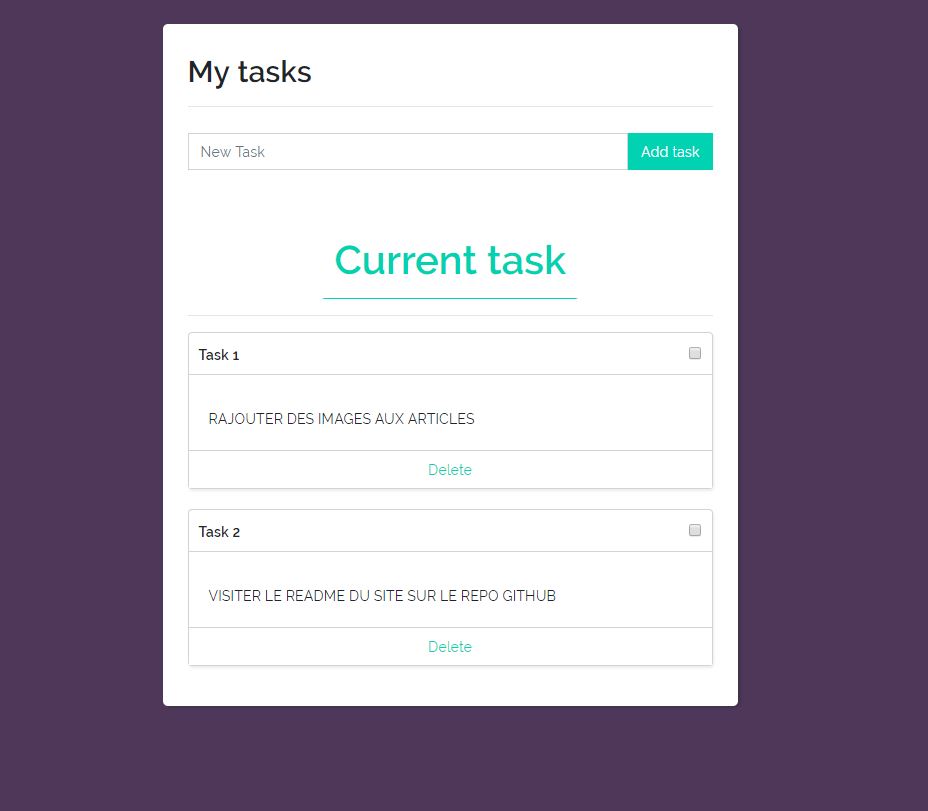 My tasks
New Task
Add task
Current task
Task 1
RAJOUTER DES IMAGES AUX ARTICLES
Delete
Task 2
VISITER LE README DU SITE SUR LE REPO GITHUB
Delete